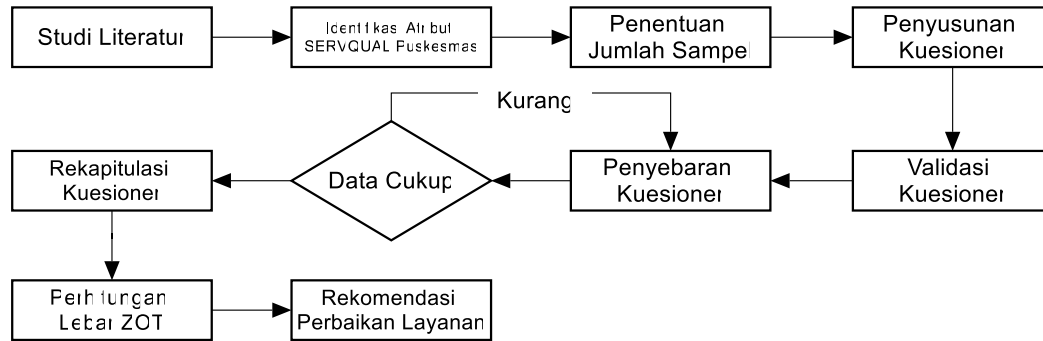 Studi Literatur
Identifikasi Atribut
SERVQUAL Puskesmas
Penentuan
Jumlah Sampel
Penyusunan
Kuesioner
Kurang
Rekapitulasi
Kuesioner
Data Cukup
Penyebaran
Kuesioner
Validasi
Kuesioner
Perhitungan
Lebar ZOT
Rekomendasi
Perbaikan Layanan